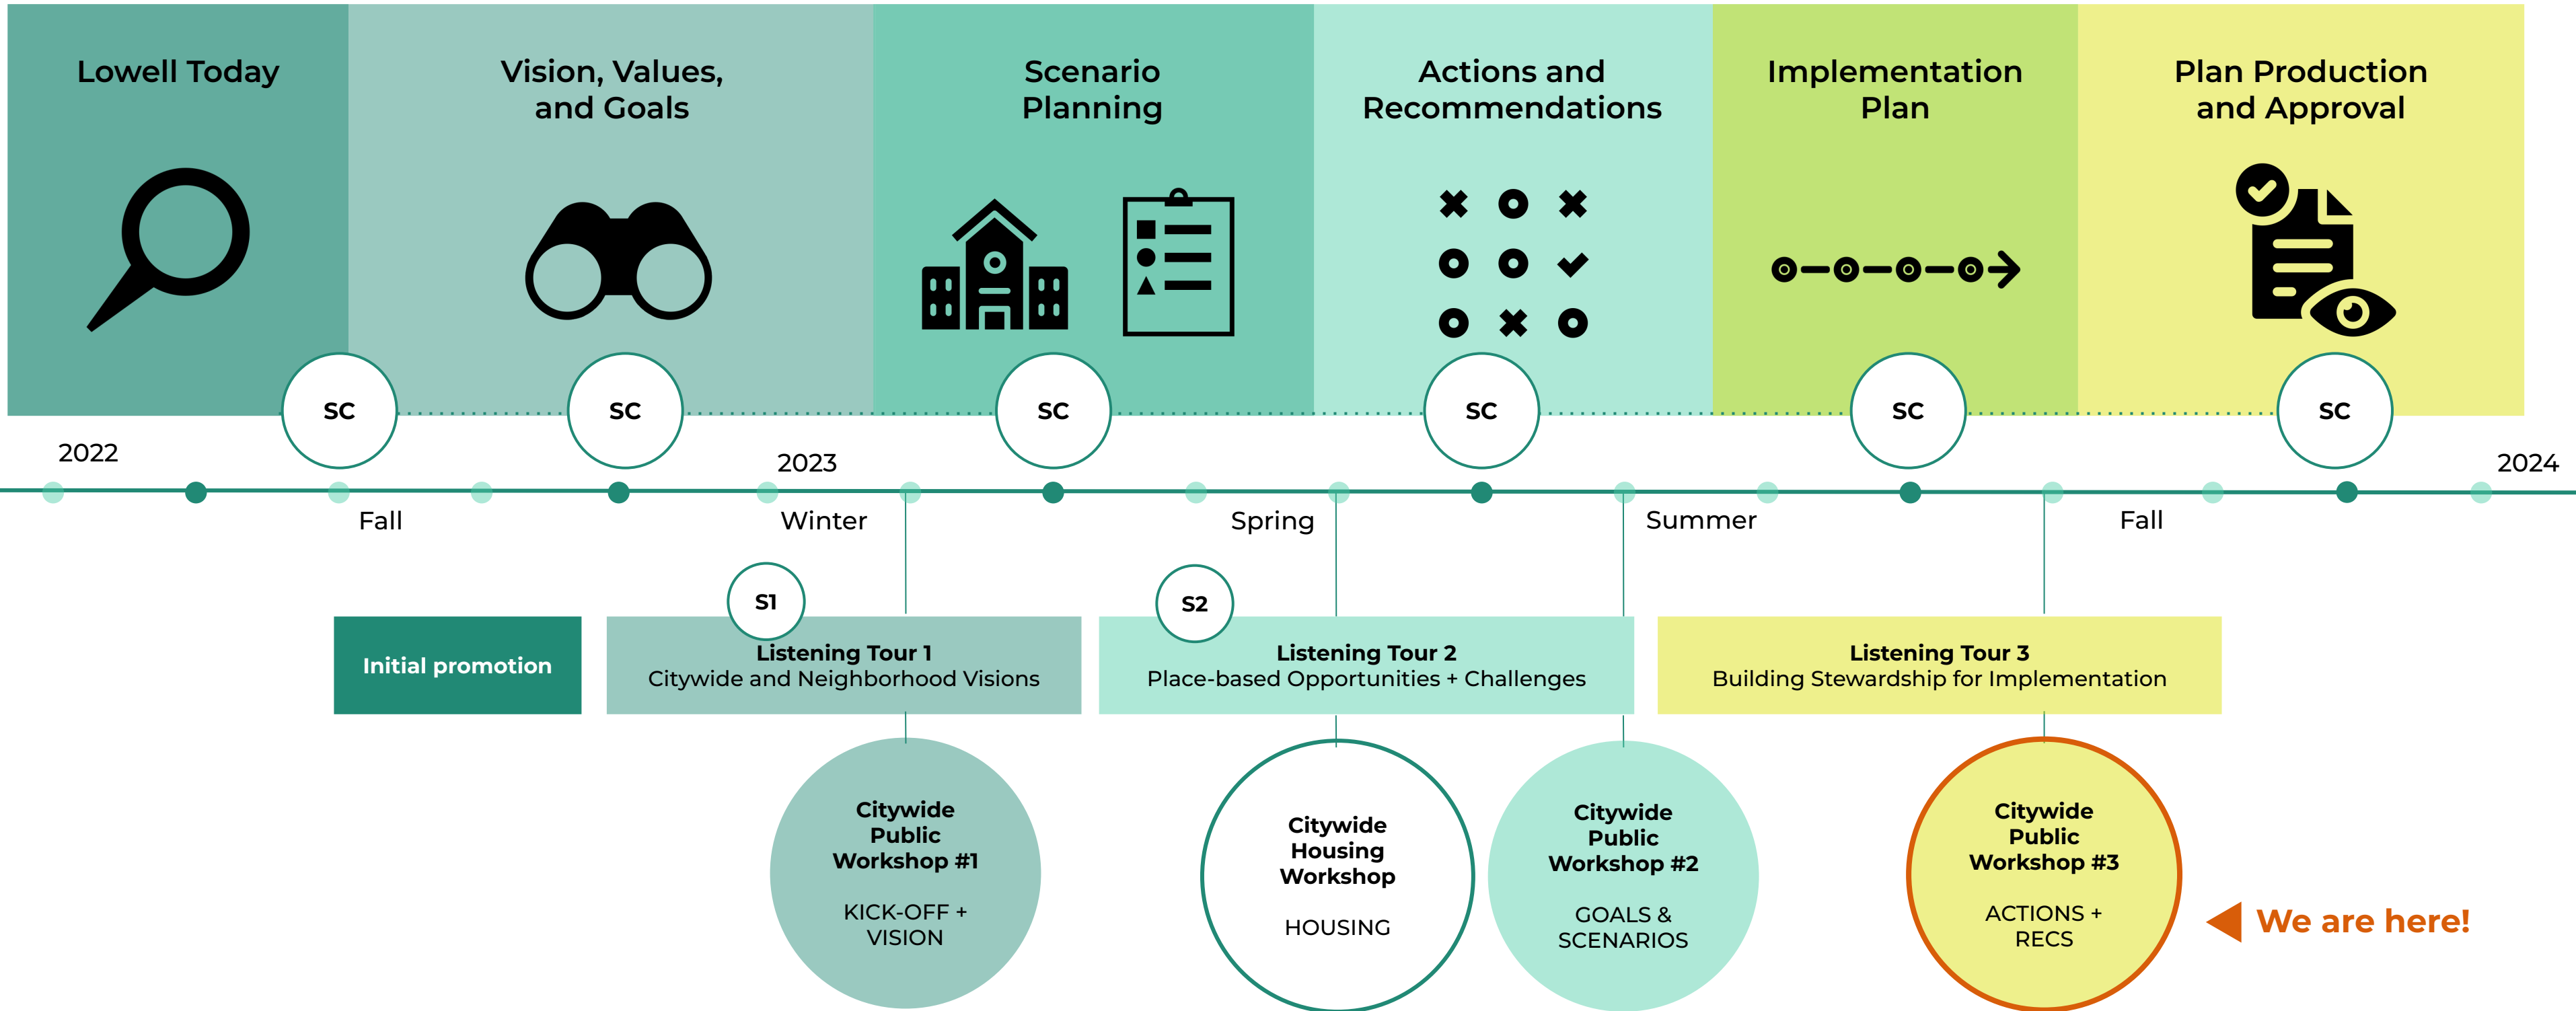 Lowell Today
Vision, Values,
and Goals
Scenario
Planning
Actions and
Recommendations
Implementation
Plan
Plan Production
and Approval
SC
SC
SC
SC
SC
SC
2022
2023
2024
Fall
Winter
Spring
Summer
Fall
S1
S2
Initial promotion
Listening Tour 1
Citywide and Neighborhood Visions
Listening Tour 2
Place-based Opportunities + Challenges
Listening Tour 3
Building Stewardship for Implementation
Citywide
Public
Workshop #1
KICK-OFF +
VISION
Citywide
Housing
Workshop
HOUSING
Citywide
Public
Workshop #2
GOALS &
SCENARIOS
Citywide
Public
Workshop #3
ACTIONS +
RECS
We are here!